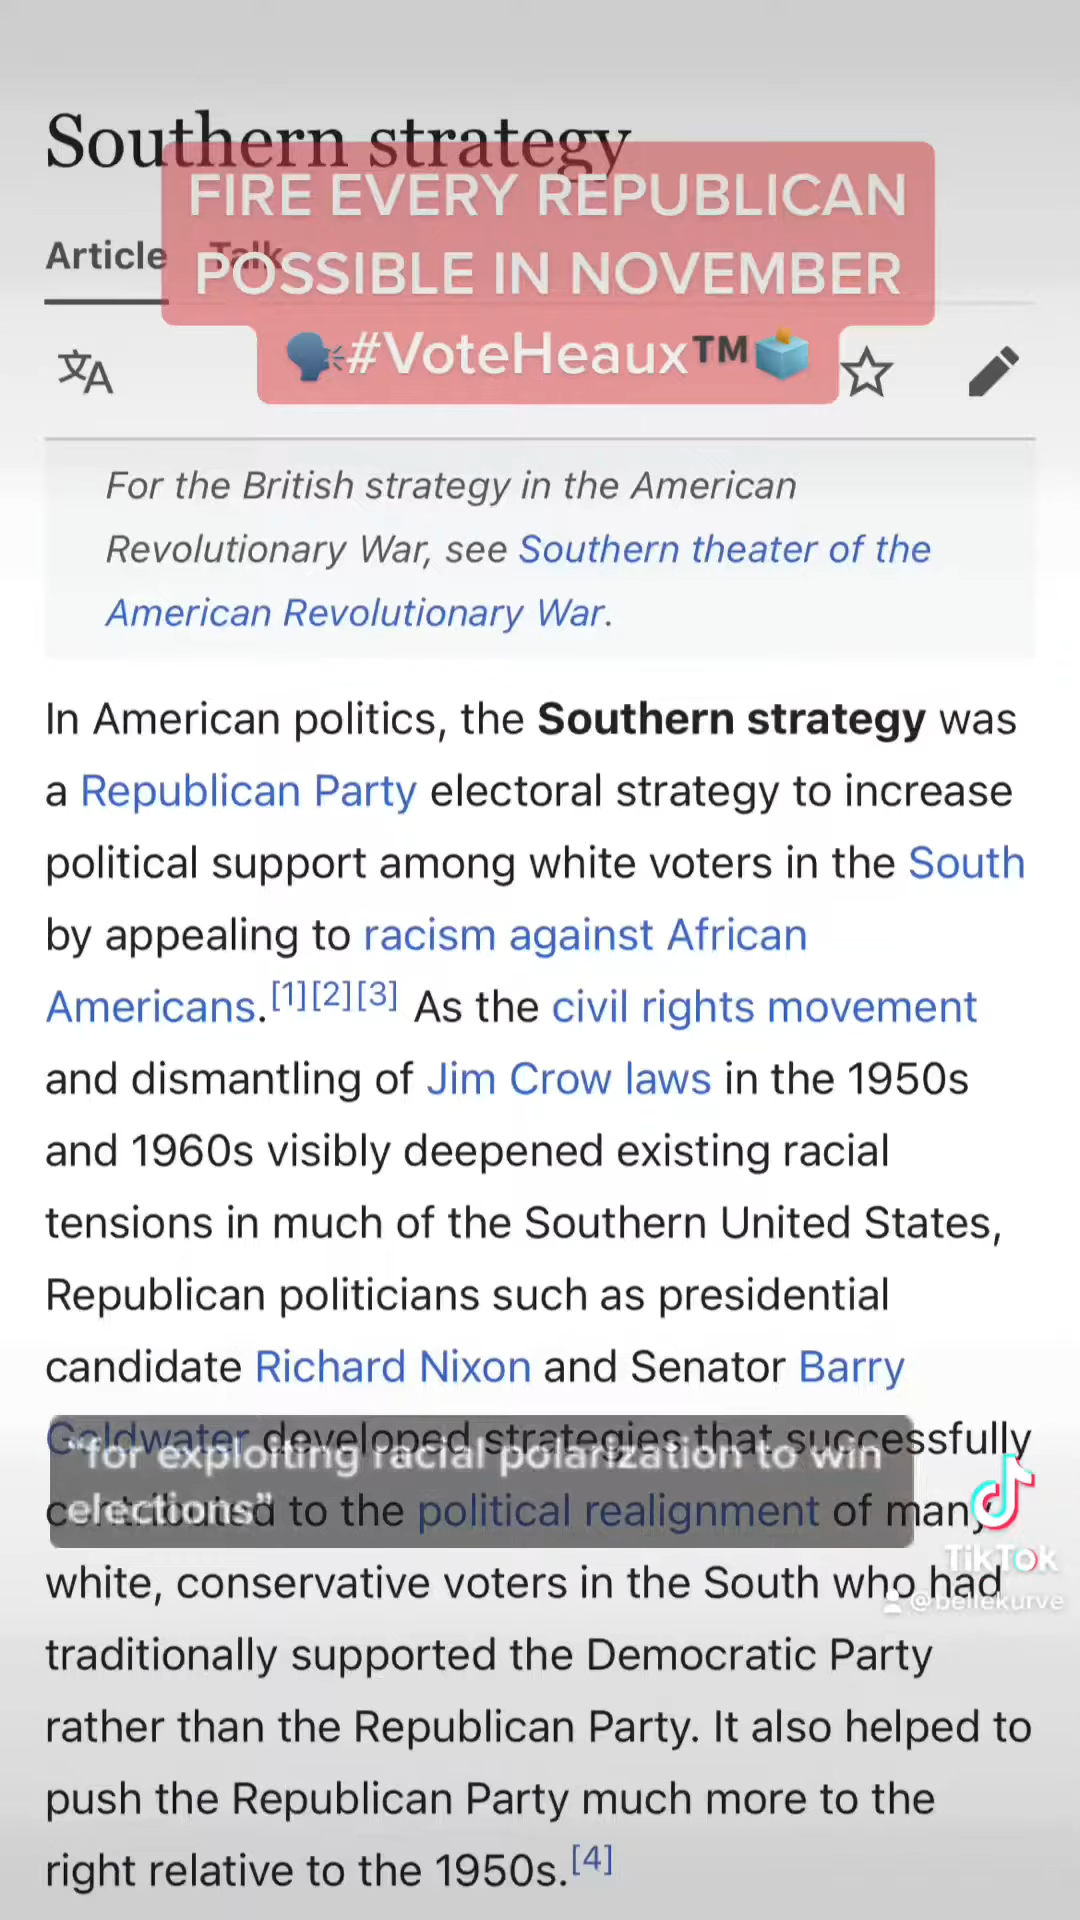 Southern strategy
FIRE EVERY REPUBLICAN
POSSIBLE IN NOVEMBER
🗣️#VoteHeaux™🗳️
Article Talk
For the British strategy in the American
Revolutionary War, see Southern theater of the
American Revolutionary War.
In American politics, the Southern strategy was
a Republican Party electoral strategy to increase
political support among white voters in the South
by appealing to racism against African
Americans.[1][2][3] As the civil rights movement
and dismantling of Jim Crow laws in the 1950s
and 1960s visibly deepened existing racial
tensions in much of the Southern United States,
Republican politicians such as presidential
candidate Richard Nixon and Senator Barry
Goldwater developed strategies that successfully
"for exploiting racial polarization to win
elections"
contributed to the political realignment of many
white, conservative voters in the South who had
traditionally supported the Democratic Party
rather than the Republican Party. It also helped to
push the Republican Party much more to the
right relative to the 1950s.[4]
TikTok
@bellekurve